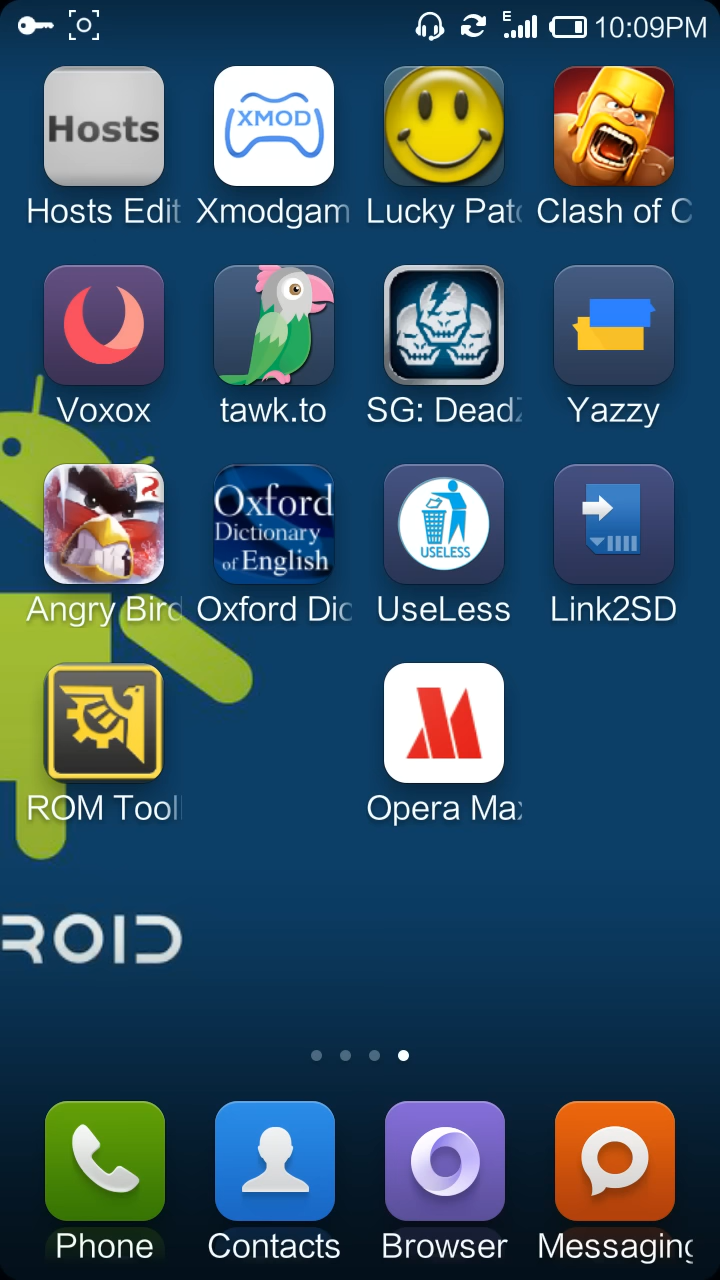 E 10:09PM
Hosts XMOD
Hosts Edit Xmodgam Lucky Pat Clash of C
Voxox tawk.to SG: Dead Yazzy
Oxford
Dictionary
of English
USELESS
Angry Bird Oxford Dic UseLess Link2SD
ROM Tool Opera Max
ROID
Phone Contacts Browser Messaging